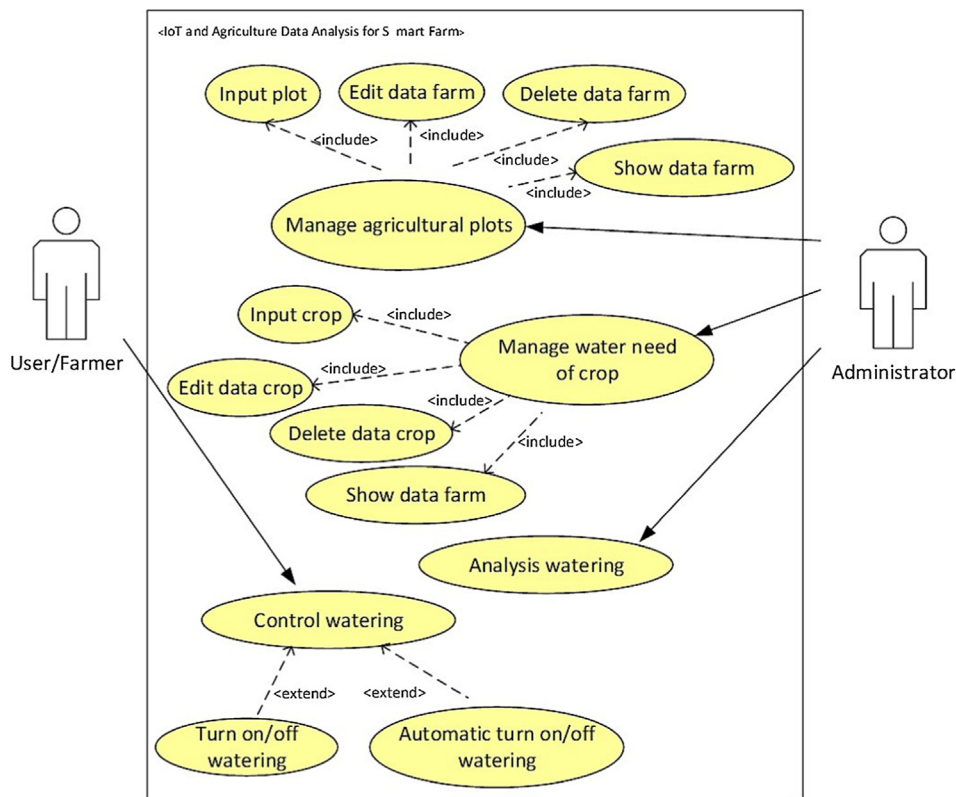 <IoT and Agriculture Data Analysis for S mart Farm>
Input plot
Edit data farm
Delete data farm
<include>
<include>
<include>
Show data farm
<include>
Manage agricultural plots
Input crop
<include>
Manage water need
of crop
User/Farmer
Administrator
<include>
Edit data crop
<include>
Delete data crop
<include>
Show data farm
Analysis watering
Control watering
<extend>
<extend>
Turn on/off
watering
Automatic turn on/off
watering